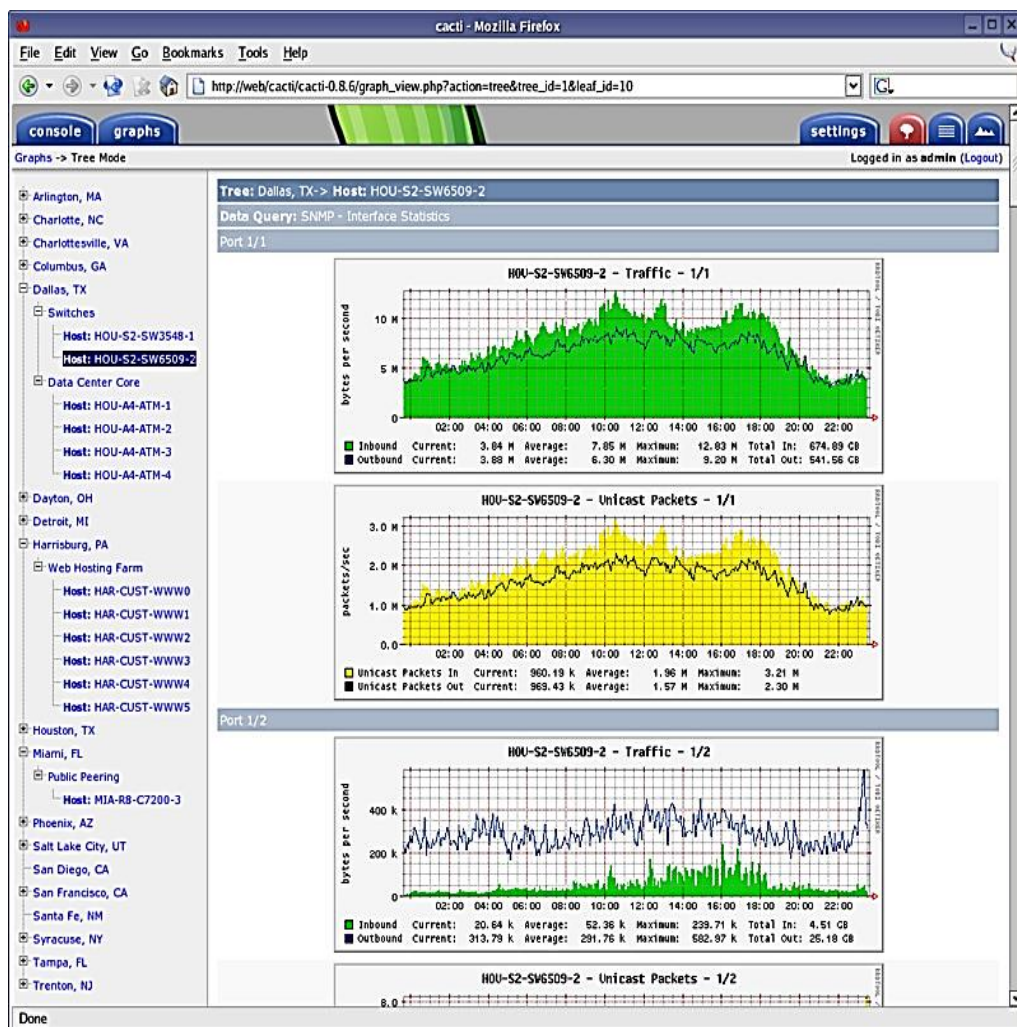 cacti - Mozilla Firefox
File Edit View Go Bookmarks Tools Help
http://web/cacti/cacti-0.8.6/graph_view.php?action=tree&tree_id=1&leaf_id=10
G
console graphs settings
Graphs -> Tree Mode Logged in as admin (Logout)
Arlington, MA
Charlotte, NC
Charlottesville, VA
Columbus, GA
Dallas, TX
Switches
Host: HOU-S2-SW3548-1
Host: HOU-S2-SW6509-2
Data Center Core
Host: HOU-A4-ATM-1
Host: HOU-A4-ATM-2
Host: HOU-A4-ATM-3
Host: HOU-A4-ATM-4
Dayton, OH
Detroit, MI
Harrisburg, PA
Web Hosting Farm
Host: HAR-CUST-WWW0
Host: HAR-CUST-WWW1
Host: HAR-CUST-WWW2
Host: HAR-CUST-WWW3
Host: HAR-CUST-WWW4
Host: HAR-CUST-WWW5
Houston, TX
Miami, FL
Public Peering
Host: MIA-R8-C7200-3
Phoenix, AZ
Salt Lake City, UT
San Diego, CA
San Francisco, CA
Santa Fe, NM
Syracuse, NY
Tampa, FL
Trenton, NJ
Tree: Dallas, TX-> Host: HOU-S2-SW6509-2
Data Query: SNMP - Interface Statistics
Port 1/1
HOU-S2-SW6509-2 - Traffic - 1/1
bytes per second
10 M
5 M
0
02:00 04:00 06:00 08:00 10:00 12:00 14:00 16:00 18:00 20:00 22:00
Inbound Current: 3.84 M Average: 7.85 M Maximum: 12.83 M Total In: 674.89 GB
Outbound Current: 3.88 M Average: 6.30 M Maximum: 9.20 M Total Out: 541.56 GB
HOU-S2-SW6509-2 - Unicast Packets - 1/1
packets/sec
3.0 M
2.0 M
1.0 M
0.0
02:00 04:00 06:00 08:00 10:00 12:00 14:00 16:00 18:00 20:00 22:00
Unicast Packets In Current: 960.19 k Average: 1.96 M Maximum: 3.21 M
Unicast Packets Out Current: 969.43 k Average: 1.57 M Maximum: 2.30 M
Port 1/2
HOU-S2-SW6509-2 - Traffic - 1/2
bytes per second
400 k
200 k
0
02:00 04:00 06:00 08:00 10:00 12:00 14:00 16:00 18:00 20:00 22:00
Inbound Current: 20.64 k Average: 52.36 k Maximum: 239.71 k Total In: 4.51 GB
Outbound Current: 313.79 k Average: 291.76 k Maximum: 582.97 k Total Out: 25.18 GB
HOU-S2-SW6509-2 - Unicast Packets - 1/2
8.0
Done